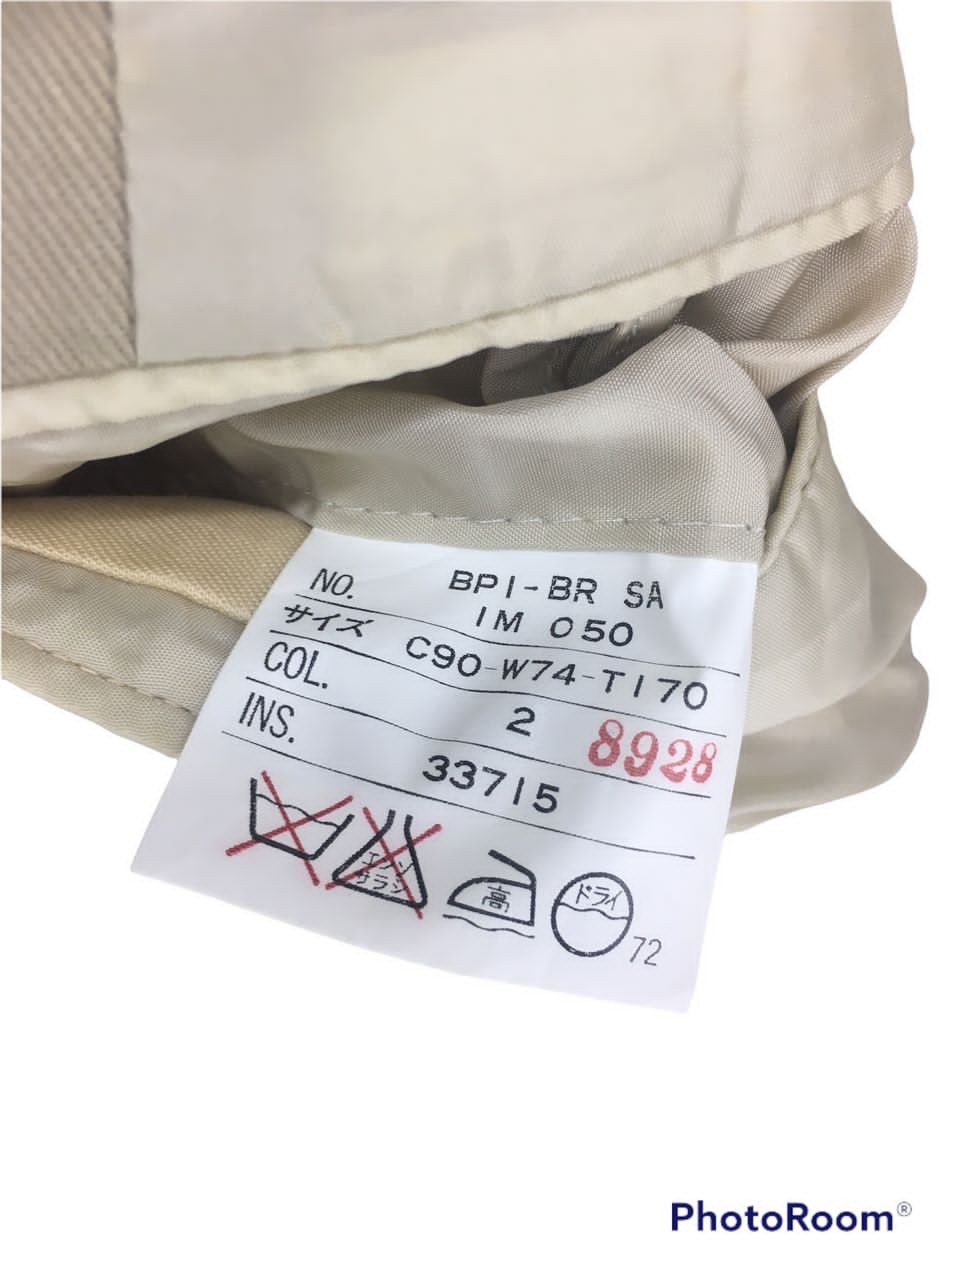 NO. BP1-BR SA
1M 050
サイズ C90-W74-T170
COL. 2 8928
INS. 33715
エンソ
サラシ
高
ドライ
72
PhotoRoom®